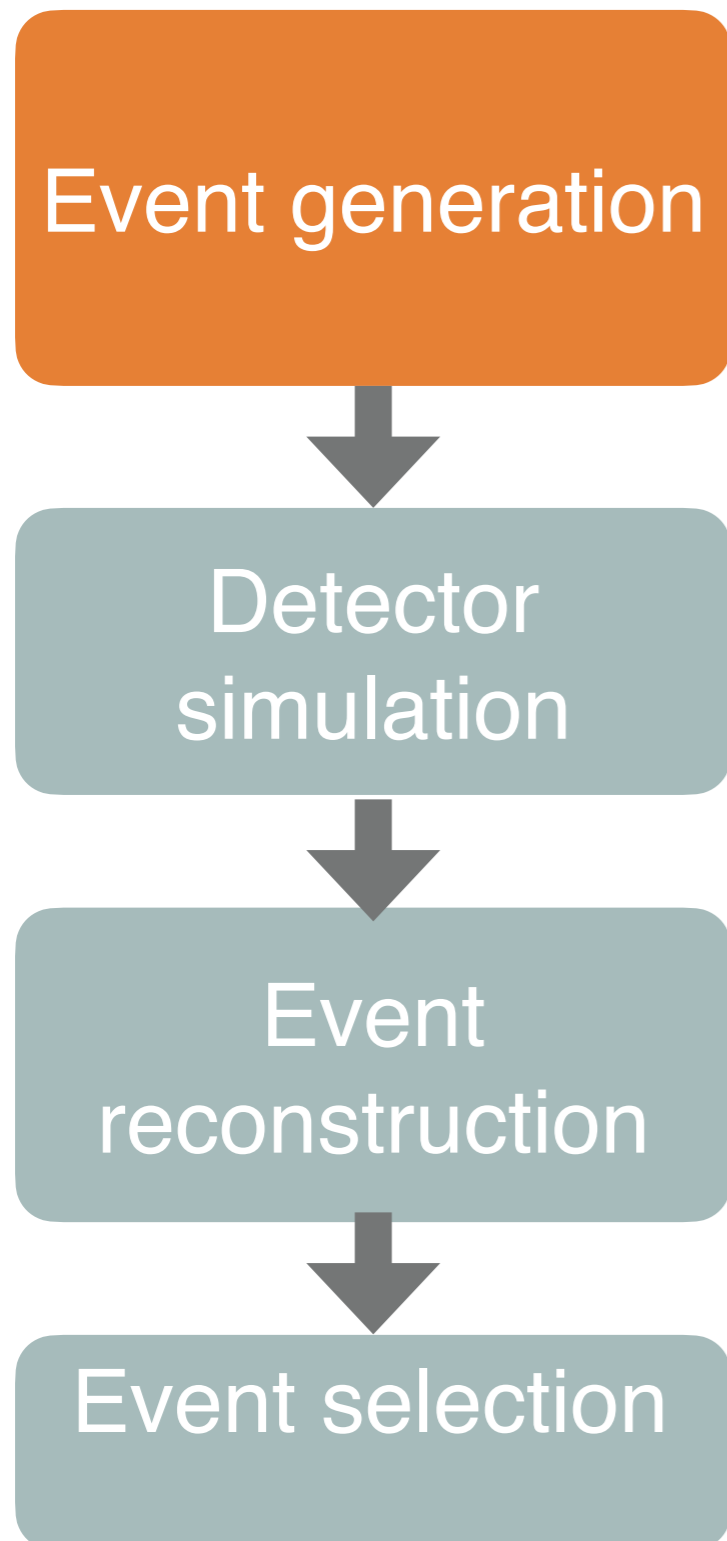 Event generation
Detector
simulation
Event
reconstruction
Event selection